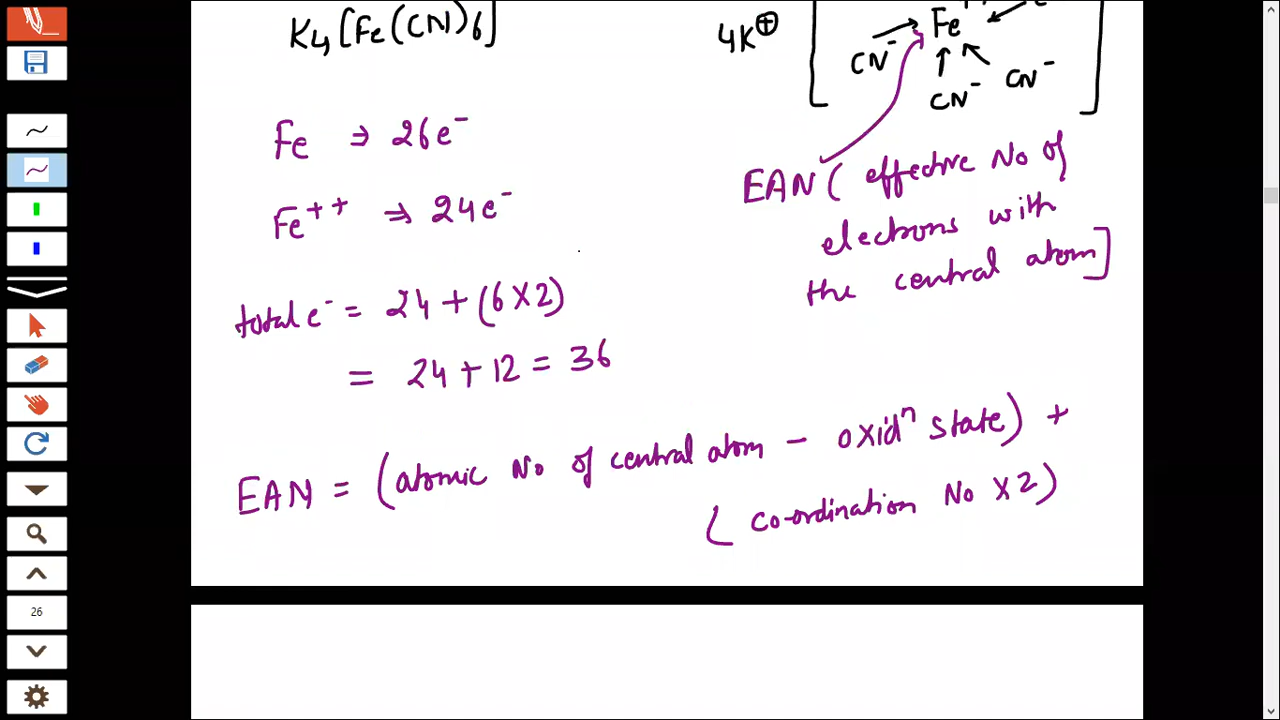 K4[Fe(CN)6]
4K⊕ [ Fe
CN⁻
CN⁻
CN⁻
Fe ⇒ 26e⁻
Fe⁺⁺ ⇒ 24e⁻
EAN ( effective No of
electrons with
the central atom]
total e⁻ = 24 + (6 X 2)
= 24 + 12 = 36
EAN = (atomic No of central atom - oxidⁿ state) +
( co-ordination No X 2)
26